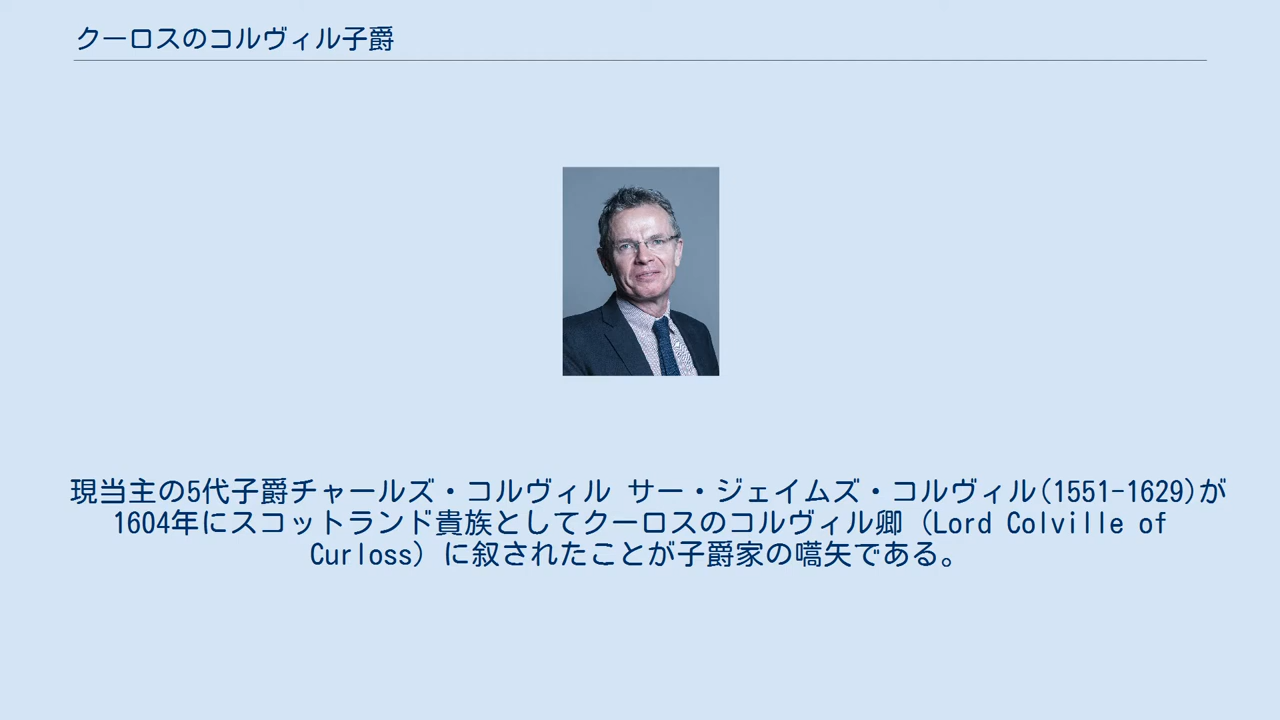 クーロスのコルヴィル子爵
現当主の5代子爵チャールズ・コルヴィル サー・ジェイムズ・コルヴィル(1551-1629)が
1604年にスコットランド貴族としてクーロスのコルヴィル卿（Lord Colville of
Curloss）に叙されたことが子爵家の嚆矢である。